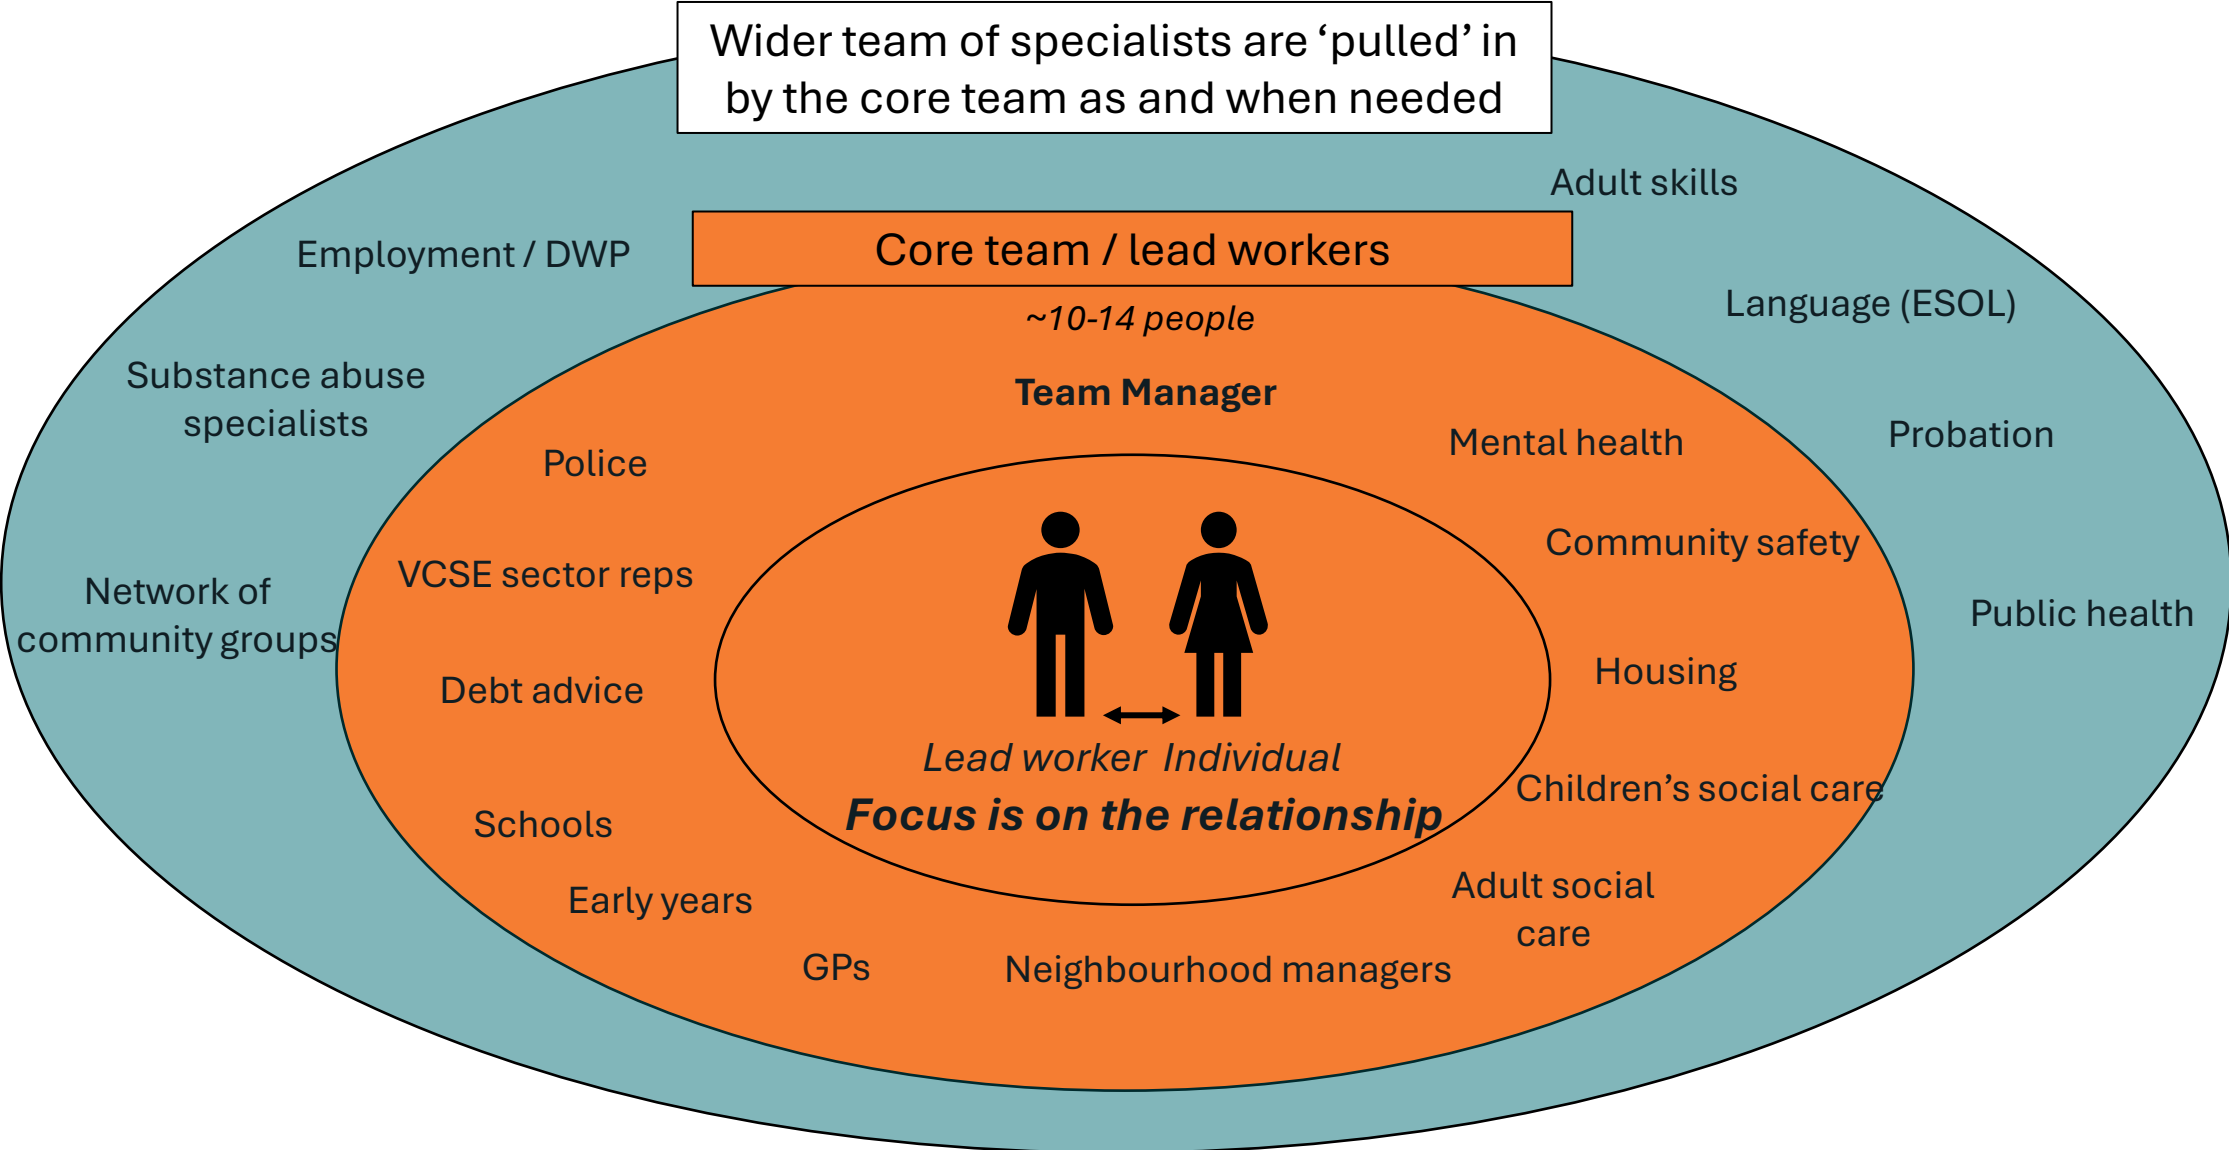 Wider team of specialists are ‘pulled’ in
by the core team as and when needed
Adult skills
Employment / DWP
Core team / lead workers
Language (ESOL)
~10-14 people
Substance abuse
specialists
Team Manager
Probation
Mental health
Police
Community safety
VCSE sector reps
Network of
community groups
Public health
Housing
Debt advice
Lead worker Individual
Focus is on the relationship
Children’s social care
Schools
Early years
Adult social
care
GPs
Neighbourhood managers